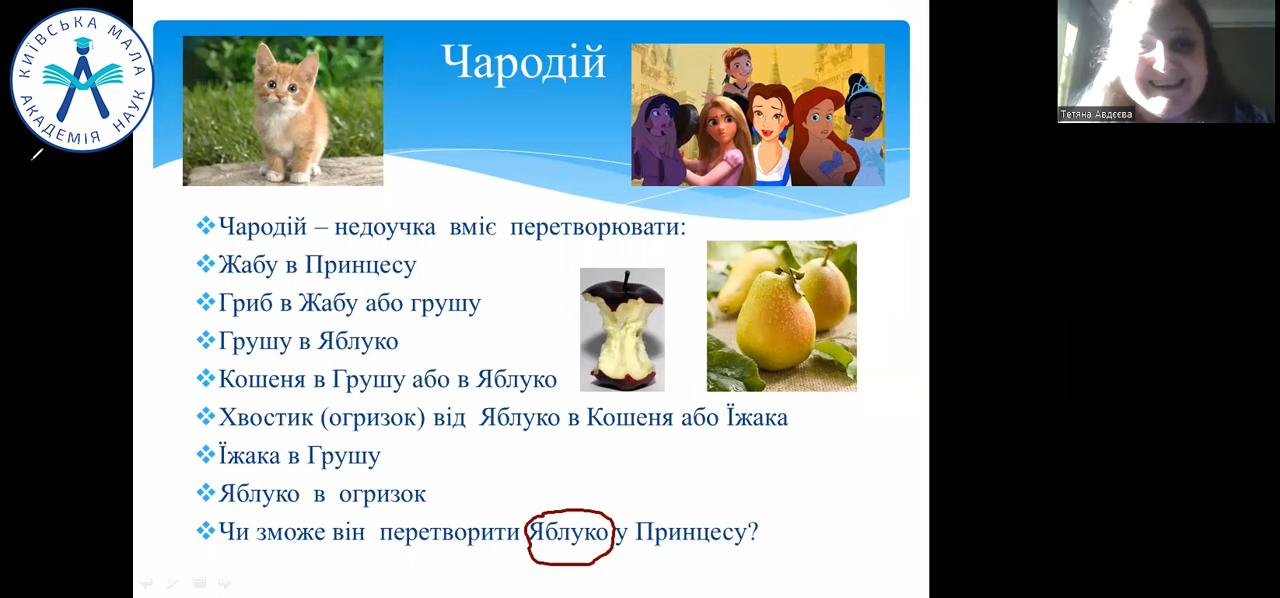 КИЇВСЬКА МАЛА
АКАДЕМІЯ НАУК
Чародій
Тетяна Авдєєва
Чародій – недоучка вміє перетворювати:
Жабу в Принцесу
Гриб в Жабу або грушу
Грушу в Яблуко
Кошеня в Грушу або в Яблуко
Хвостик (огризок) від Яблуко в Кошеня або Їжака
Їжака в Грушу
Яблуко в огризок
Чи зможе він перетворити Яблуко у Принцесу?